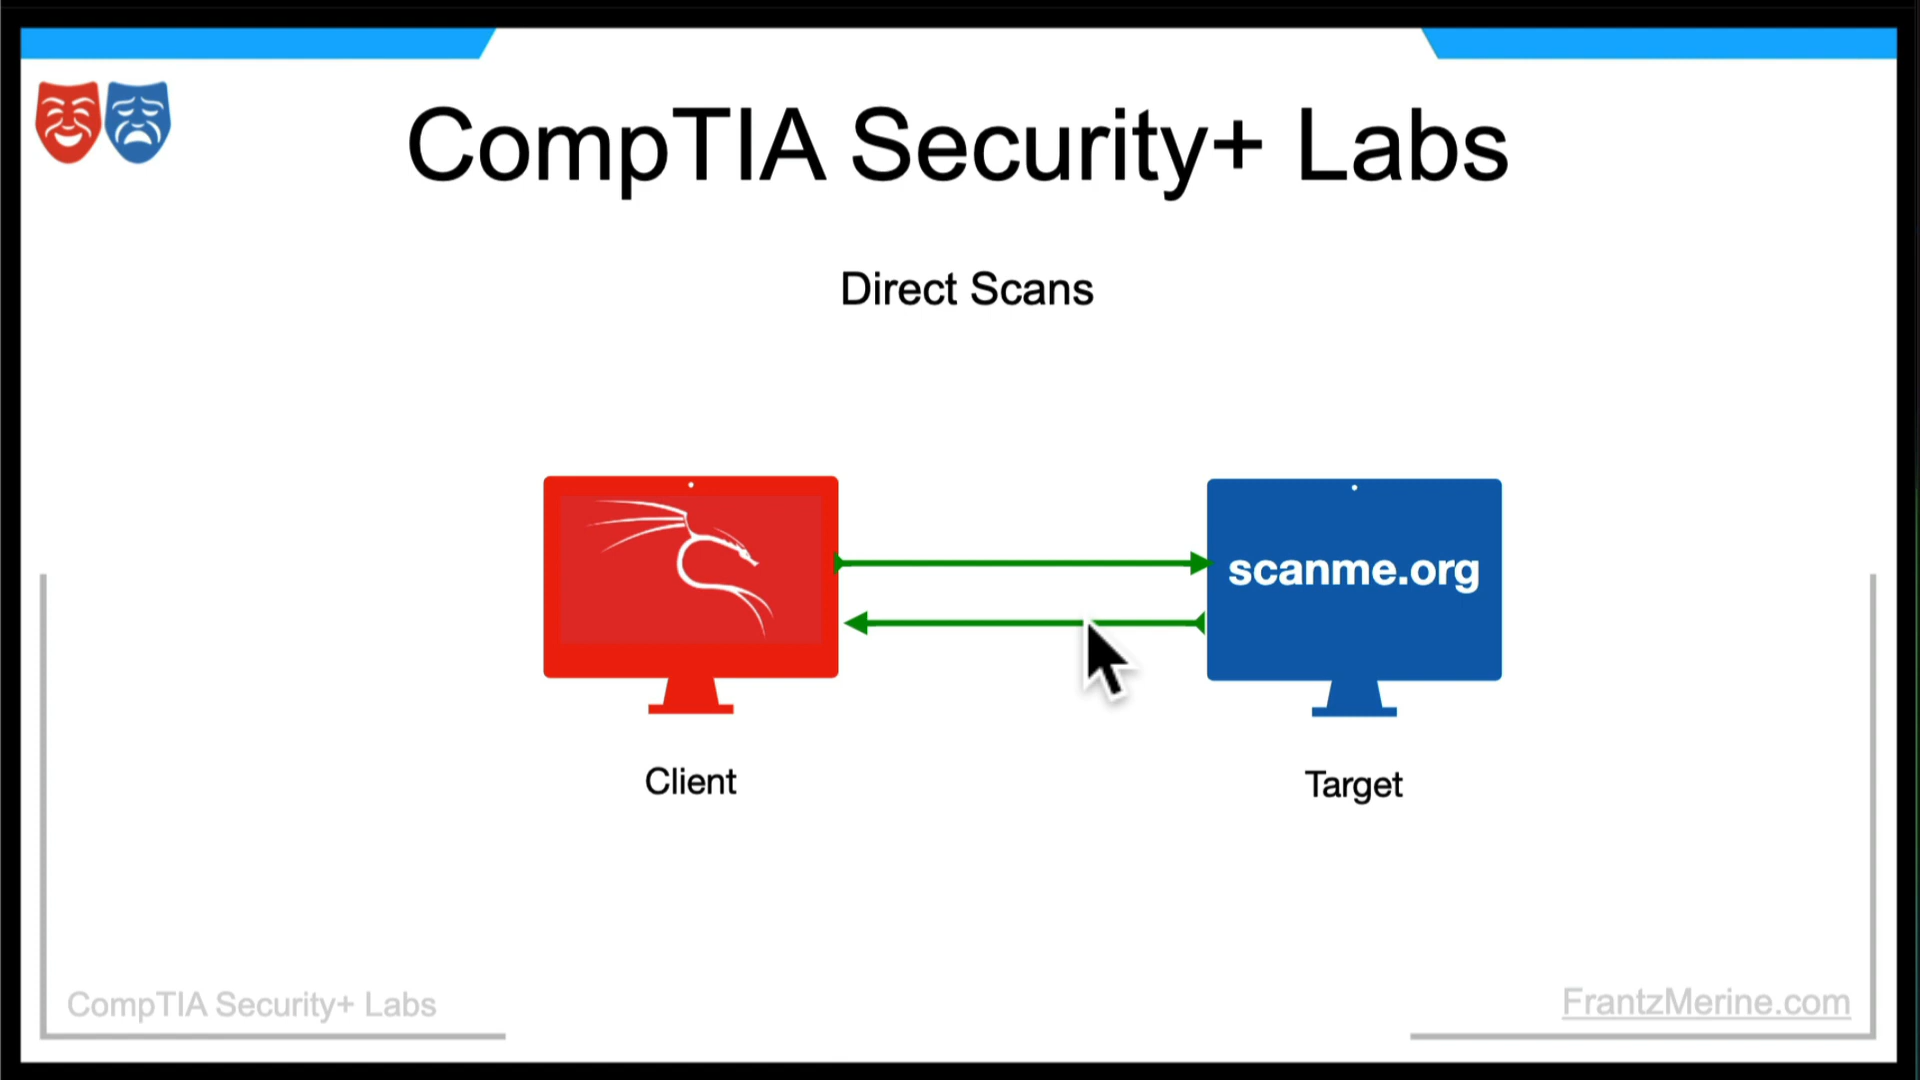 CompTIA Security+ Labs
Direct Scans
scanme.org
Client
Target
CompTIA Security+ Labs
FrantzMerine.com